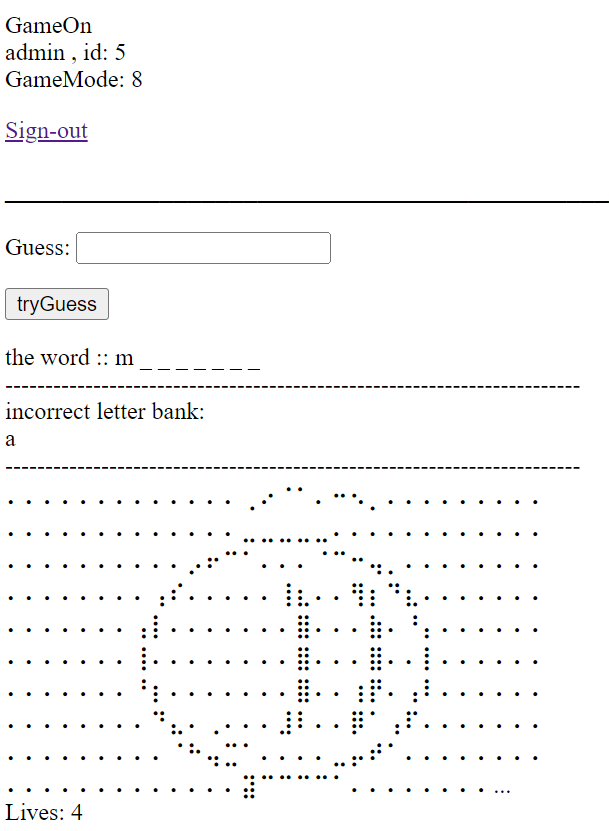 GameOn
admin , id: 5
GameMode: 8
Sign-out
Guess:
tryGuess
the word :: m _ _ _ _ _ _ _
incorrect letter bank:
a
Lives: 4